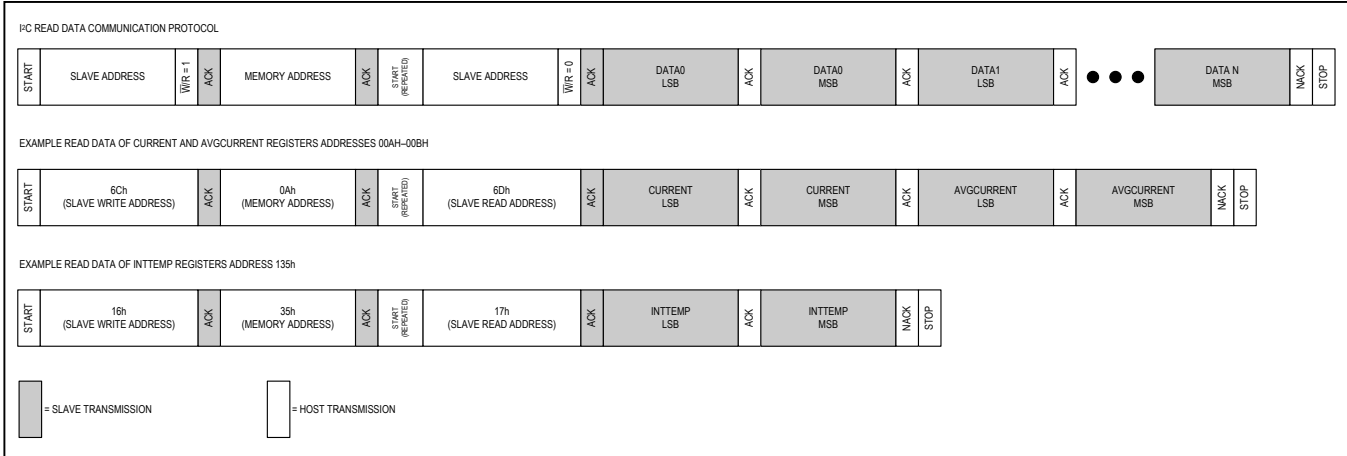 I²C READ DATA COMMUNICATION PROTOCOL
START
SLAVE ADDRESS
W̅/R = 1
ACK
MEMORY ADDRESS
ACK
START
(REPEATED)
SLAVE ADDRESS
W̅/R = 0
ACK
DATA0
LSB
ACK
DATA0
MSB
ACK
DATA1
LSB
ACK
DATA N
MSB
NACK
STOP
EXAMPLE READ DATA OF CURRENT AND AVGCURRENT REGISTERS ADDRESSES 00AH–00BH
START
6Ch
(SLAVE WRITE ADDRESS)
ACK
0Ah
(MEMORY ADDRESS)
ACK
START
(REPEATED)
6Dh
(SLAVE READ ADDRESS)
ACK
CURRENT
LSB
ACK
CURRENT
MSB
ACK
AVGCURRENT
LSB
ACK
AVGCURRENT
MSB
NACK
STOP
EXAMPLE READ DATA OF INTTEMP REGISTERS ADDRESS 135h
START
16h
(SLAVE WRITE ADDRESS)
ACK
35h
(MEMORY ADDRESS)
ACK
START
(REPEATED)
17h
(SLAVE READ ADDRESS)
ACK
INTTEMP
LSB
ACK
INTTEMP
MSB
NACK
STOP
= SLAVE TRANSMISSION
= HOST TRANSMISSION